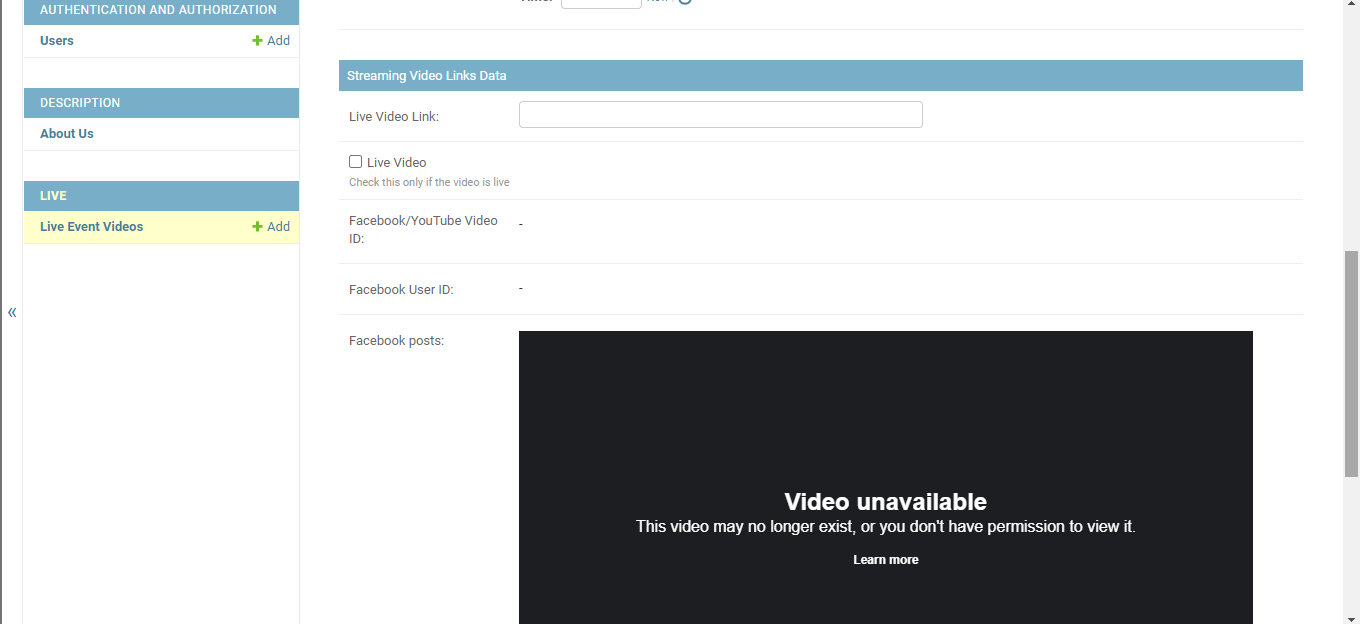 AUTHENTICATION AND AUTHORIZATION
Users
Add
DESCRIPTION
About Us
LIVE
Live Event Videos
Add
«
Streaming Video Links Data
Live Video Link:
Live Video
Check this only if the video is live
Facebook/YouTube Video
ID:
-
Facebook User ID:
-
Facebook posts:
Video unavailable
This video may no longer exist, or you don't have permission to view it.
Learn more